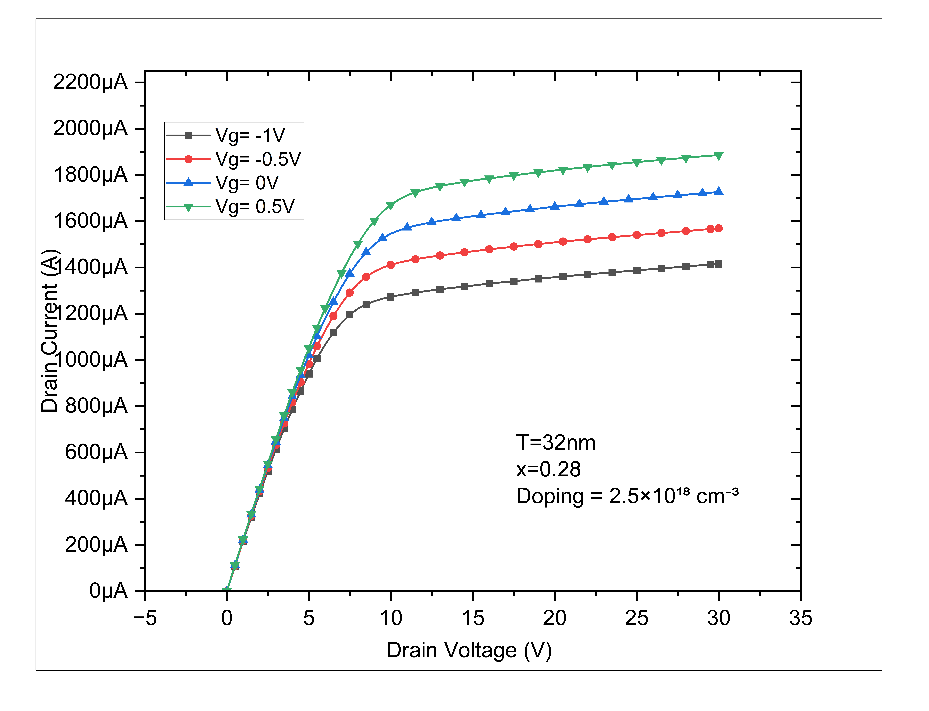 2200µA
2000µA
1800µA
1600µA
1400µA
1200µA
1000µA
800µA
600µA
400µA
200µA
0µA
Drain Current (A)
Vg= -1V
Vg= -0.5V
Vg= 0V
Vg= 0.5V
T=32nm
x=0.28
Doping = 2.5×10¹⁸ cm⁻³
−5 0 5 10 15 20 25 30 35
Drain Voltage (V)